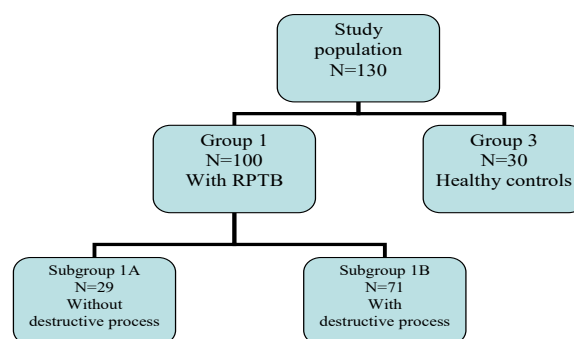 Study
population
N=130
Group 1
N=100
With RPTB
Group 3
N=30
Healthy controls
Subgroup 1A
N=29
Without
destructive process
Subgroup 1B
N=71
With
destructive process